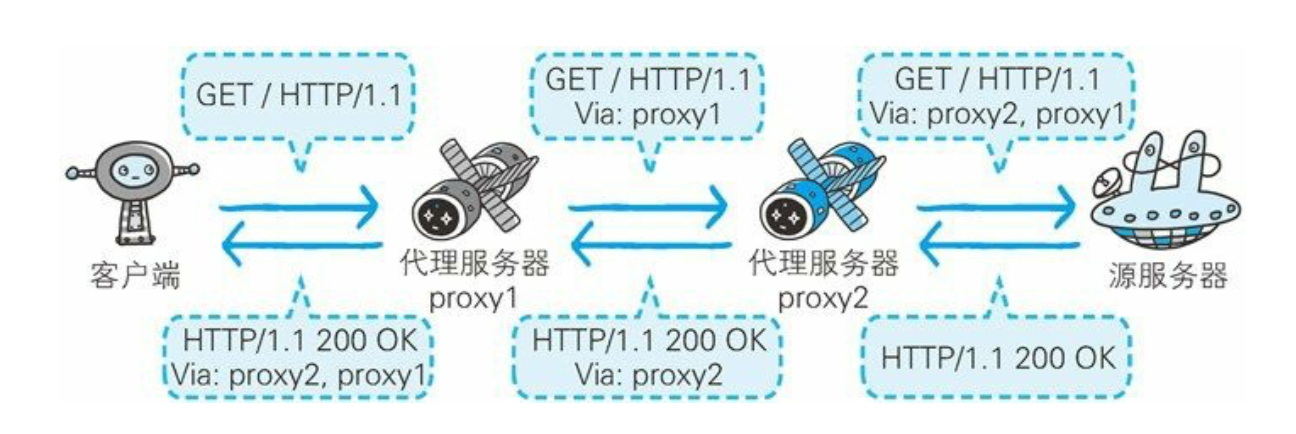 GET / HTTP/1.1
GET / HTTP/1.1
Via: proxy1
GET / HTTP/1.1
Via: proxy2, proxy1
客户端
代理服务器
proxy1
代理服务器
proxy2
源服务器
HTTP/1.1 200 OK
Via: proxy2, proxy1
HTTP/1.1 200 OK
Via: proxy2
HTTP/1.1 200 OK